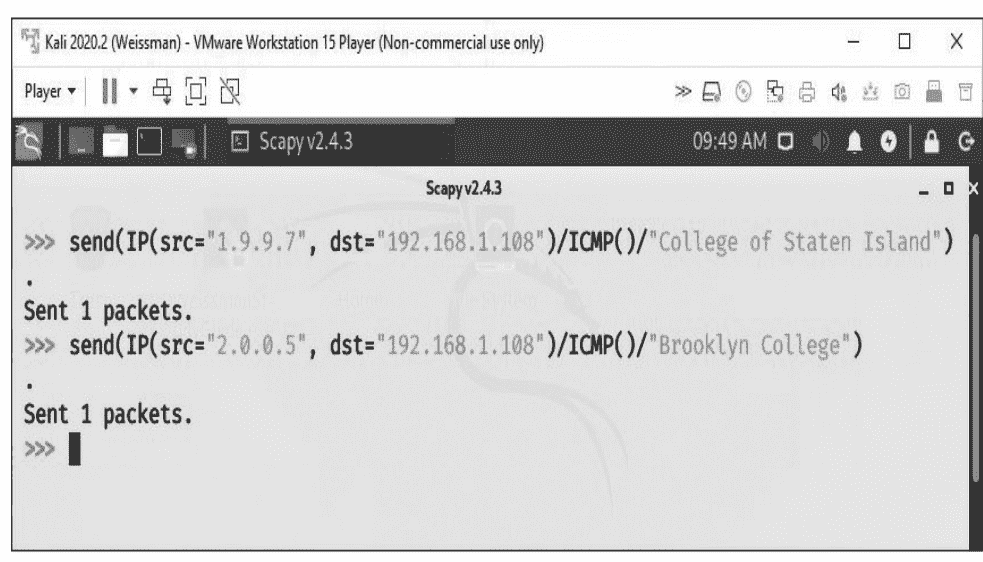 Kali 2020.2 (Weissman) - VMware Workstation 15 Player (Non-commercial use only)
Player
Scapy v2.4.3
09:49 AM
Scapy v2.4.3
>>> send(IP(src="1.9.9.7", dst="192.168.1.108")/ICMP()/"College of Staten Island")
.
Sent 1 packets.
>>> send(IP(src="2.0.0.5", dst="192.168.1.108")/ICMP()/"Brooklyn College")
.
Sent 1 packets.
>>>